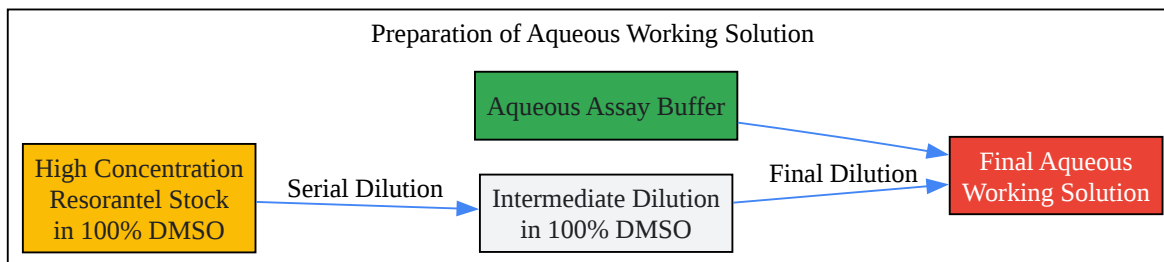 Preparation of Aqueous Working Solution
Aqueous Assay Buffer
High Concentration
Resorantel Stock
in 100% DMSO
Serial Dilution
Intermediate Dilution
in 100% DMSO
Final Dilution
Final Aqueous
Working Solution